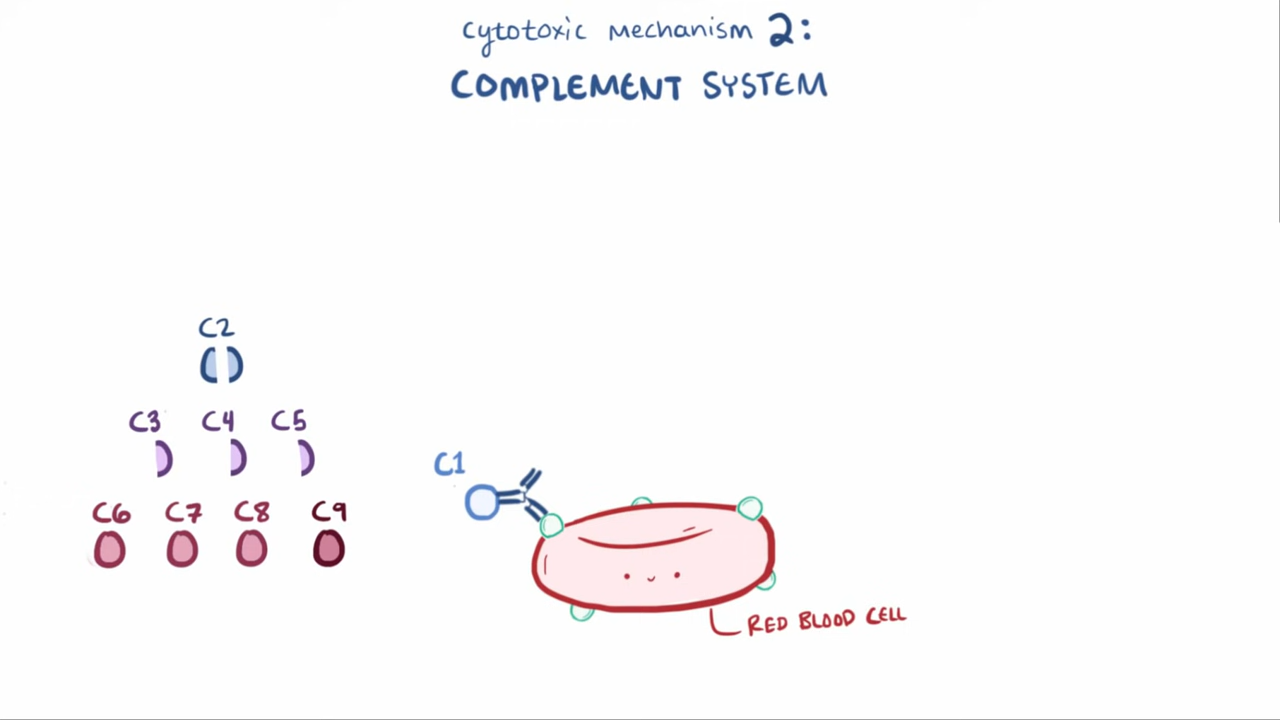 cytotoxic mechanism 2:
COMPLEMENT SYSTEM
C2
C3 C4 C5
C1
C6 C7 C8 C9
RED BLOOD CELL